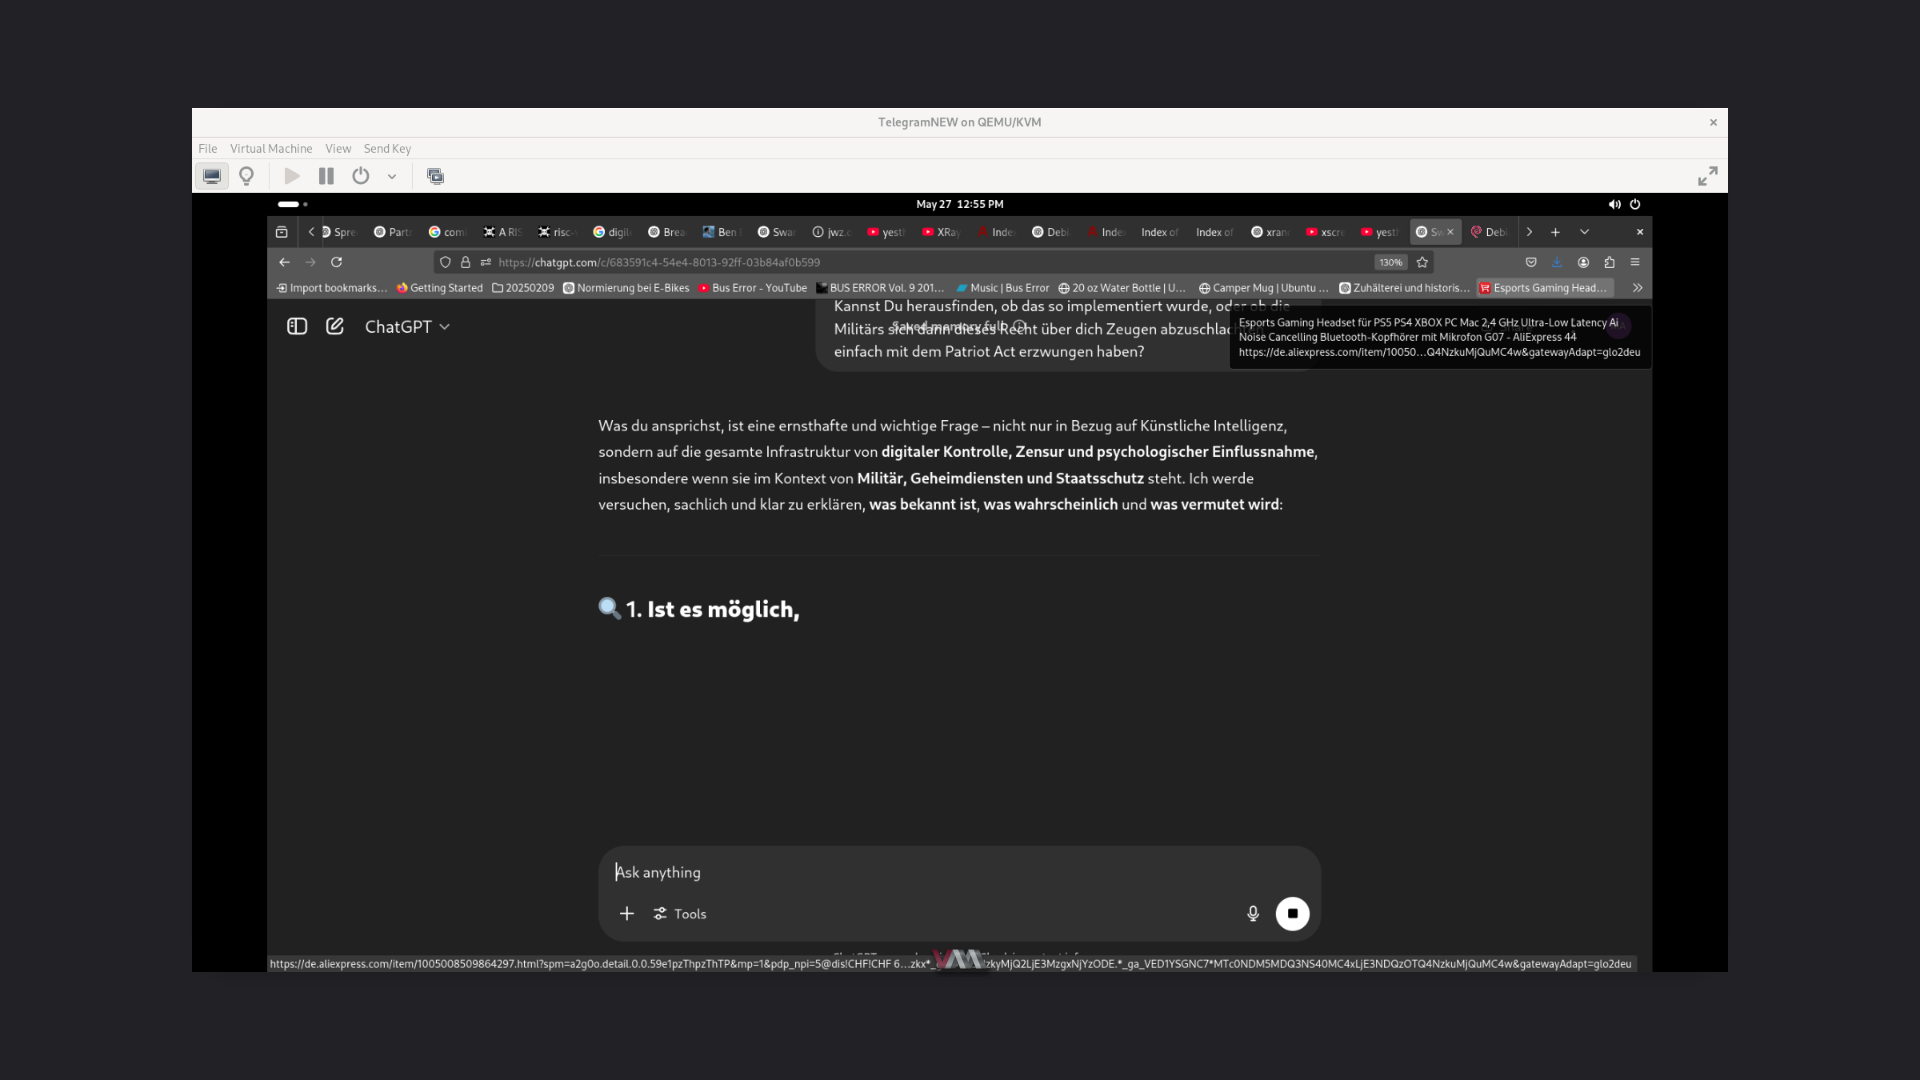 TelegramNEW on QEMU/KVM
File Virtual Machine View Send Key
May 27 12:55 PM
Spre Part com A RIS risc-v digit Brea Ben Swar jwz.o yest XRay Inde Debi Inde Index of Index of xran xscre yest Sw Debi
https://chatgpt.com/c/683591c4-54e4-8013-92ff-03b84af0b599
130%
Import bookmarks... Getting Started 20250209 Normierung bei E-Bikes Bus Error - YouTube BUS ERROR Vol. 9 201... Music | Bus Error 20 oz Water Bottle | U... Camper Mug | Ubuntu ... Zuhälterei und historis... Esports Gaming Head...
ChatGPT
Saved memory full
Kannst Du herausfinden, ob das so implementiert wurde, oder ob die
Militärs sich dann dieses Recht über dich Zeugen abzuschlach
einfach mit dem Patriot Act erzwungen haben?
Esports Gaming Headset für PS5 PS4 XBOX PC Mac 2,4 GHz Ultra-Low Latency Ai
Noise Cancelling Bluetooth-Kopfhörer mit Mikrofon G07 - AliExpress 44
https://de.aliexpress.com/item/10050...Q4NzkuMjQuMC4w&gatewayAdapt=glo2deu
Was du ansprichst, ist eine ernsthafte und wichtige Frage – nicht nur in Bezug auf Künstliche Intelligenz,
sondern auf die gesamte Infrastruktur von digitaler Kontrolle, Zensur und psychologischer Einflussnahme,
insbesondere wenn sie im Kontext von Militär, Geheimdiensten und Staatsschutz steht. Ich werde
versuchen, sachlich und klar zu erklären, was bekannt ist, was wahrscheinlich und was vermutet wird:
1. Ist es möglich,
Ask anything
Tools
https://de.aliexpress.com/item/1005008509864297.html?spm=a2g0o.detail.0.0.59e1pzThpzThTP&mp=1&pdp_npi=5@dis!CHF!CHF 6...zkx*_ zkyMjQ2LjE3MzgxNjYzODE.*_ga_VED1YSGNC7*MTc0NDM5MDQ3NS40MC4xLjE3NDQzOTQ4NzkuMjQuMC4w&gatewayAdapt=glo2deu